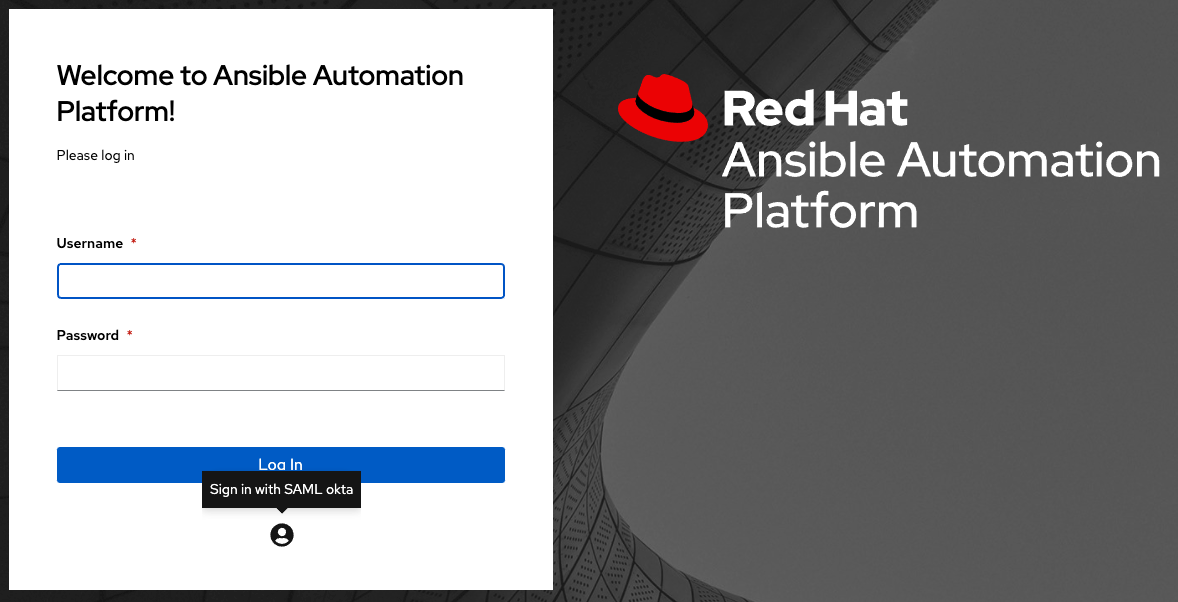 Welcome to Ansible Automation
Platform!
Please log in
Username *
Password *
Log In
Sign in with SAML okta
Red Hat
Ansible Automation
Platform